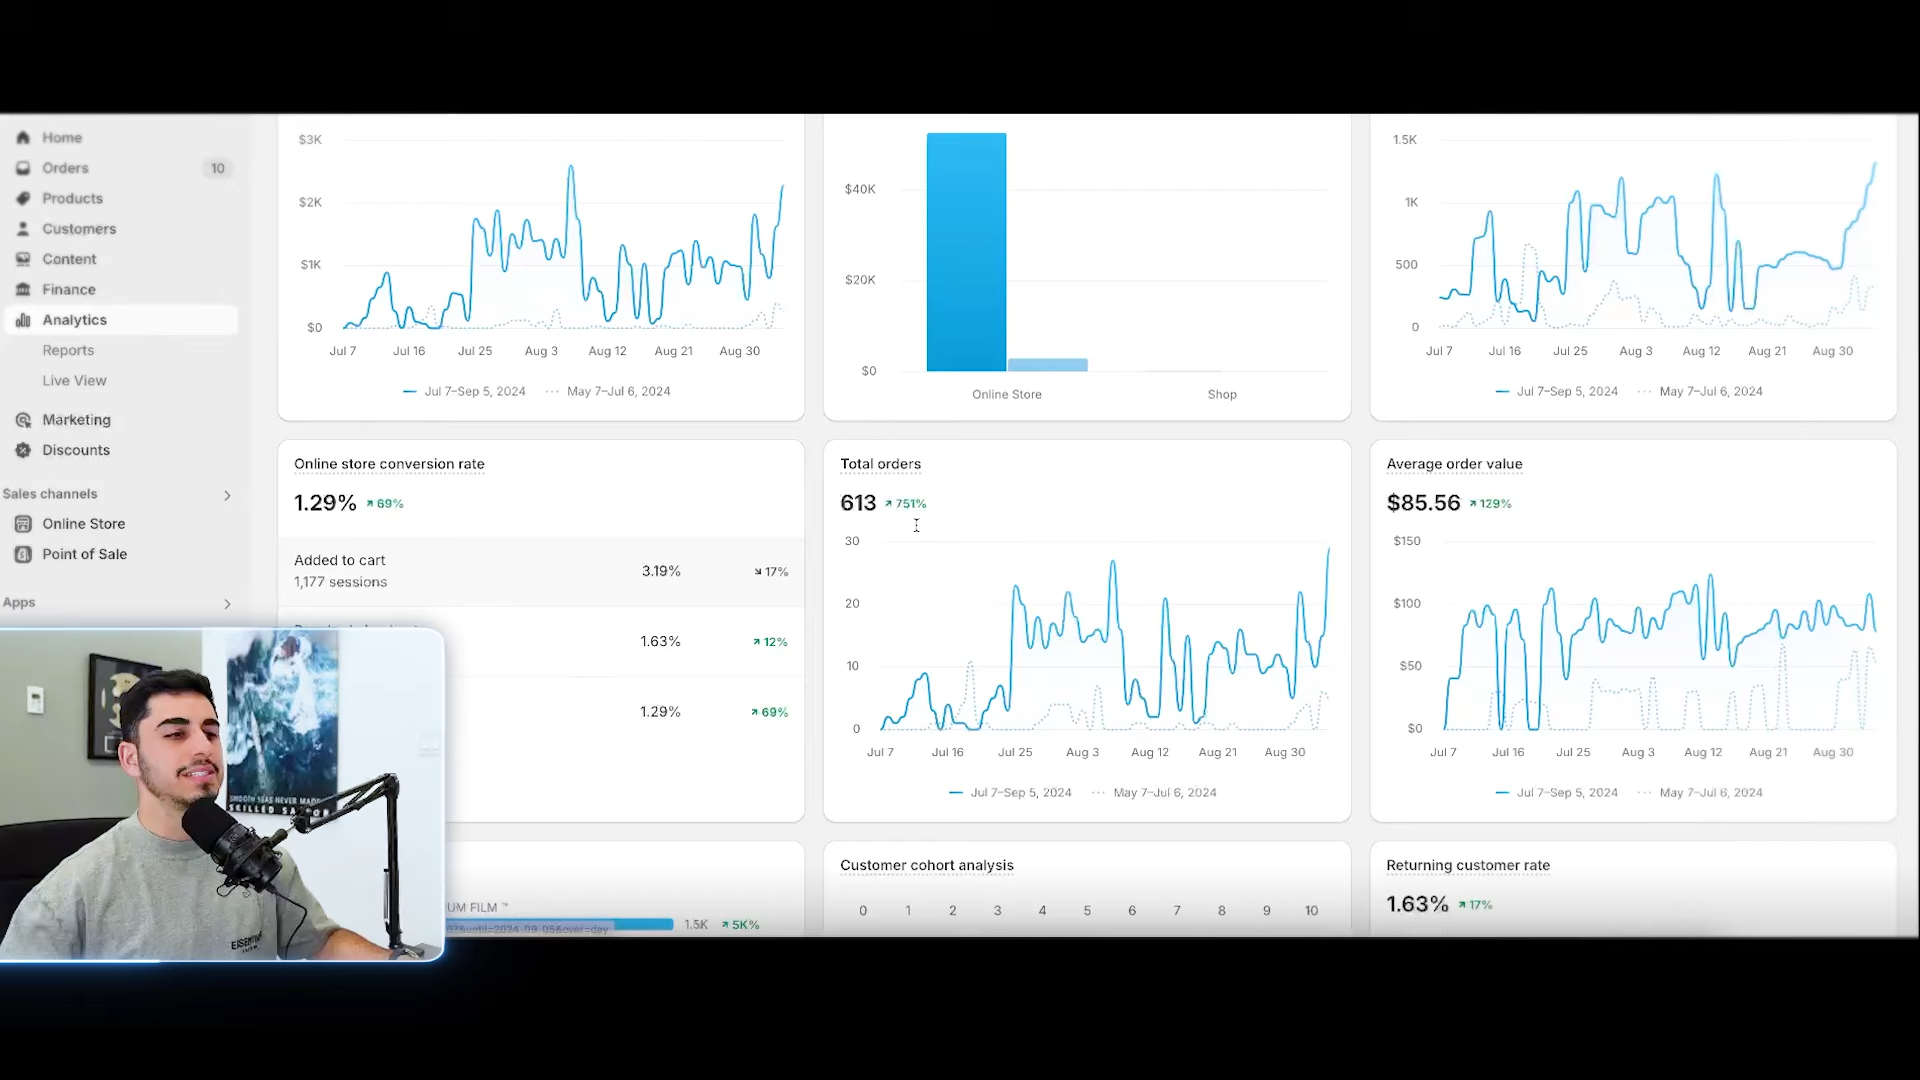 Home
Orders 10
Products
Customers
Content
Finance
Analytics
Reports
Live View
Marketing
Discounts
Sales channels
Online Store
Point of Sale
Apps
$3K
$2K
$1K
$0
Jul 7 Jul 16 Jul 25 Aug 3 Aug 12 Aug 21 Aug 30
Jul 7–Sep 5, 2024 May 7–Jul 6, 2024
$40K
$20K
$0
Online Store Shop
1.5K
1K
500
0
Jul 7 Jul 16 Jul 25 Aug 3 Aug 12 Aug 21 Aug 30
Jul 7–Sep 5, 2024 May 7–Jul 6, 2024
Online store conversion rate
1.29% 69%
Added to cart
1,177 sessions
3.19% 17%
1.63% 12%
1.29% 69%
Total orders
613 751%
30
20
10
0
Jul 7 Jul 16 Jul 25 Aug 3 Aug 12 Aug 21 Aug 30
Jul 7–Sep 5, 2024 May 7–Jul 6, 2024
Average order value
$85.56 129%
$150
$100
$50
$0
Jul 7 Jul 16 Jul 25 Aug 3 Aug 12 Aug 21 Aug 30
Jul 7–Sep 5, 2024 May 7–Jul 6, 2024
SMOOTH SEAS NEVER MADE
SKILLED
UM FILM ™
1.5K 5K%
Customer cohort analysis
0 1 2 3 4 5 6 7 8 9 10
Returning customer rate
1.63% 17%